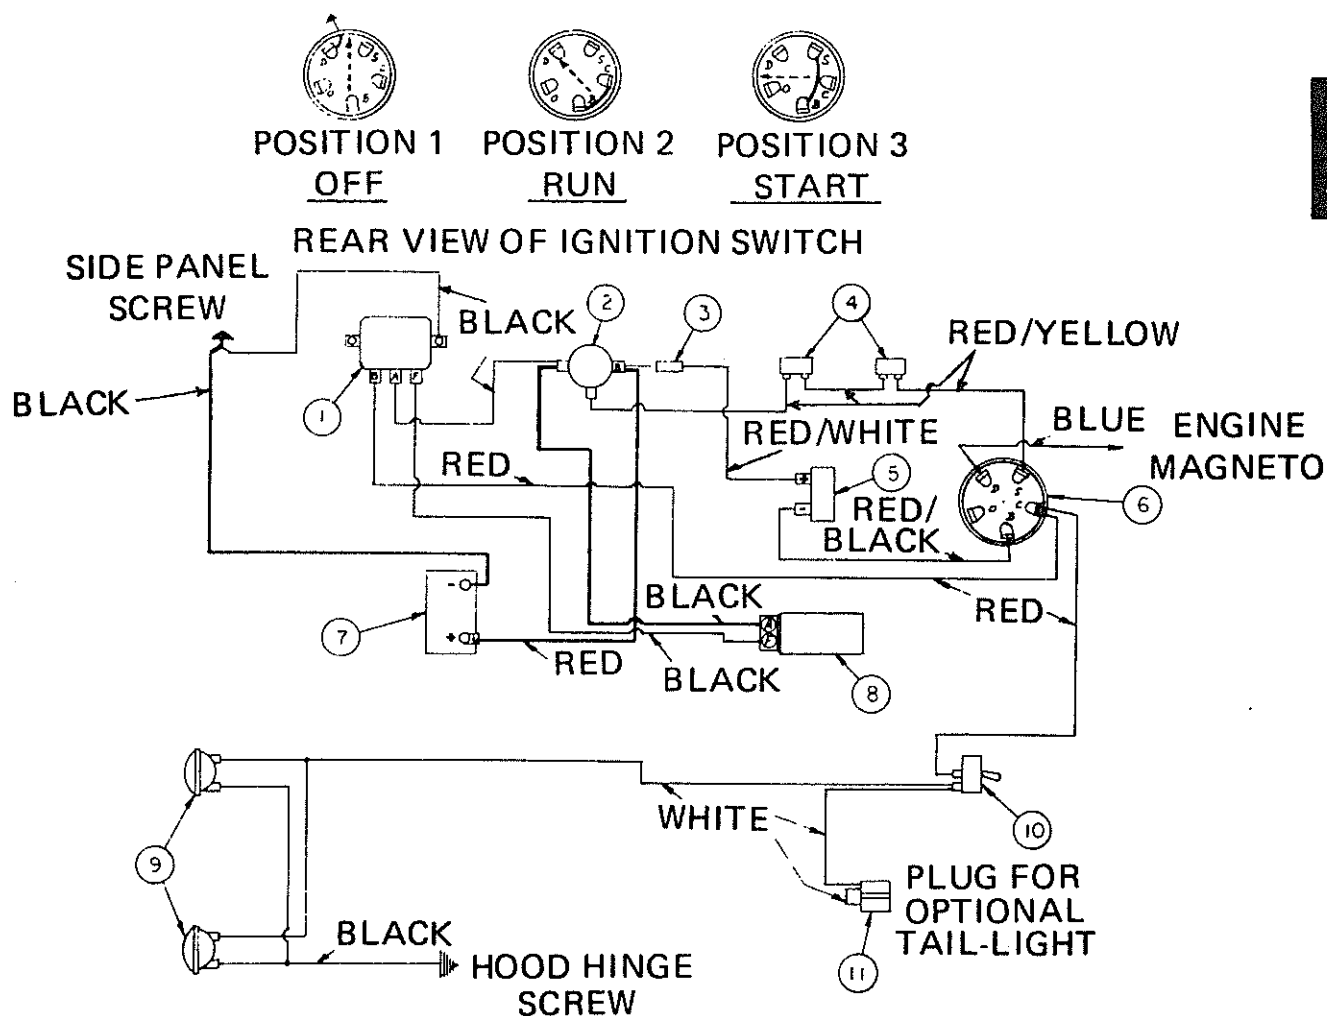 D S C B O
D S C B O
D S C B O
POSITION 1 POSITION 2 POSITION 3
OFF RUN START
REAR VIEW OF IGNITION SWITCH
SIDE PANEL
SCREW
BLACK
2
3
4
RED/YELLOW
B A F
1
BLACK
RED/WHITE
BLUE
ENGINE
MAGNETO
RED
+
-
5
RED/
BLACK
D S C B O
6
-
+
7
BLACK
RED
RED
BLACK
A
F
8
WHITE
10
9
PLUG FOR
OPTIONAL
TAIL-LIGHT
BLACK
HOOD HINGE
SCREW
11